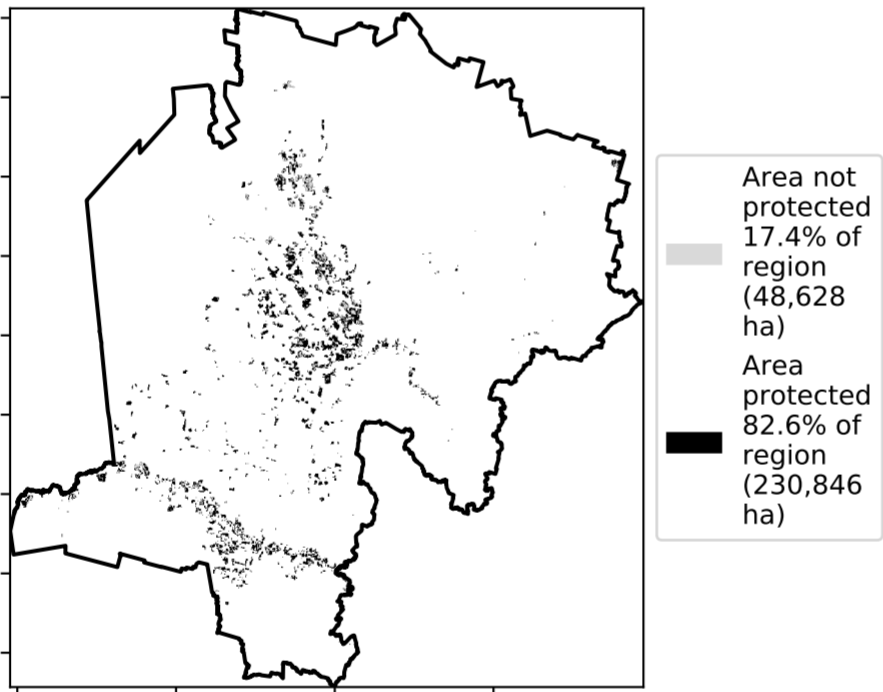 Area not
protected
17.4% of
region
(48,628
ha)
Area
protected
82.6% of
region
(230,846
ha)